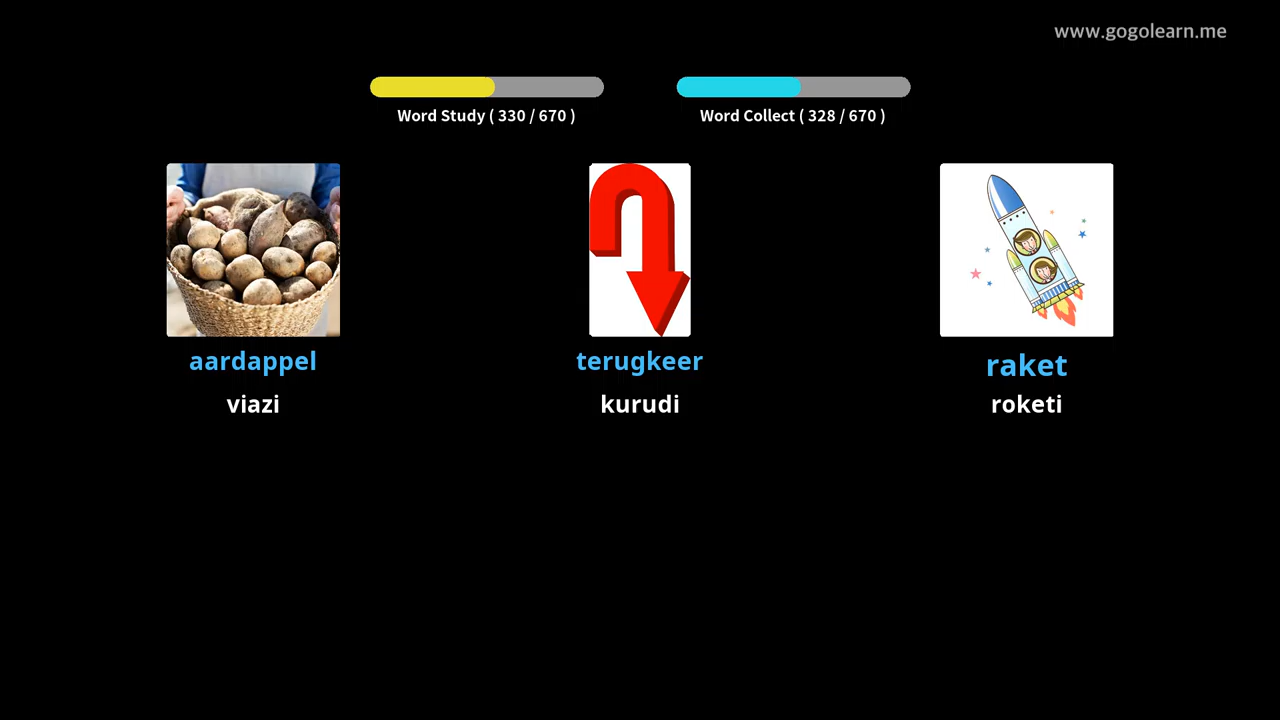 www.gogolearn.me
Word Study ( 330 / 670 )
Word Collect ( 328 / 670 )
aardappel
terugkeer
raket
viazi
kurudi
roketi